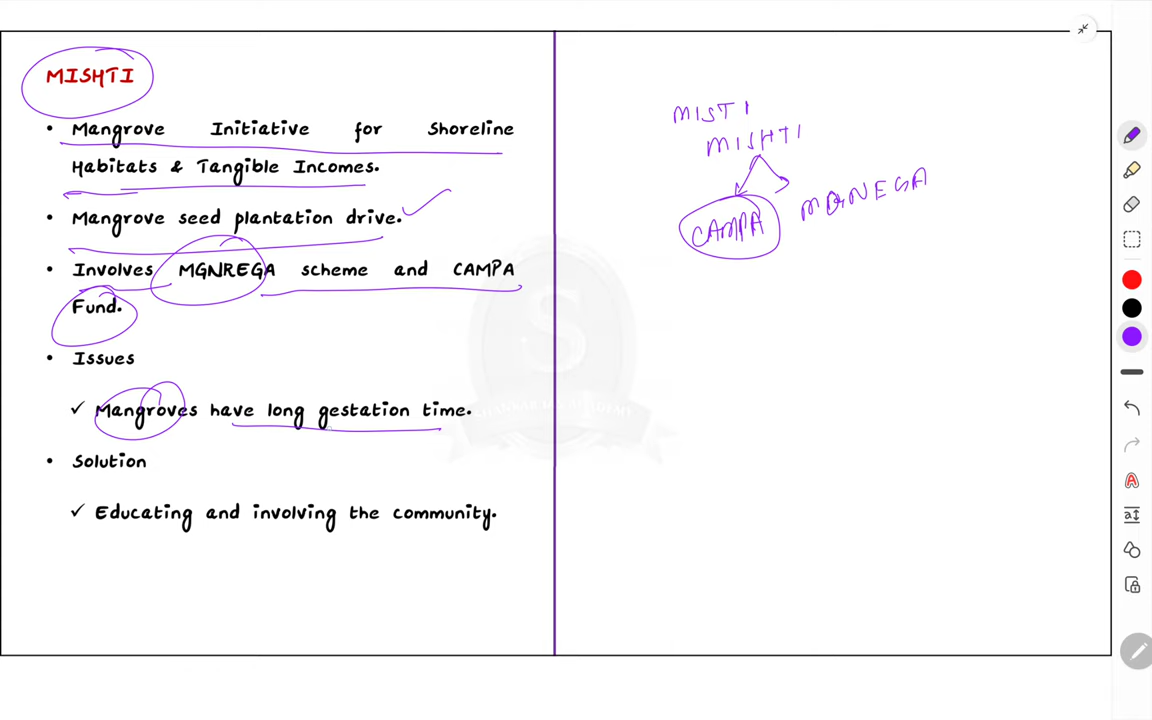 MISHTI
• Mangrove Initiative for Shoreline
Habitats & Tangible Incomes.
• Mangrove seed plantation drive.
• Involves MGNREGA scheme and CAMPA
Fund.
• Issues
✓ Mangroves have long gestation time.
• Solution
✓ Educating and involving the community.
MISTI
MISHTI
CAMPA
MGNEGA
S
A